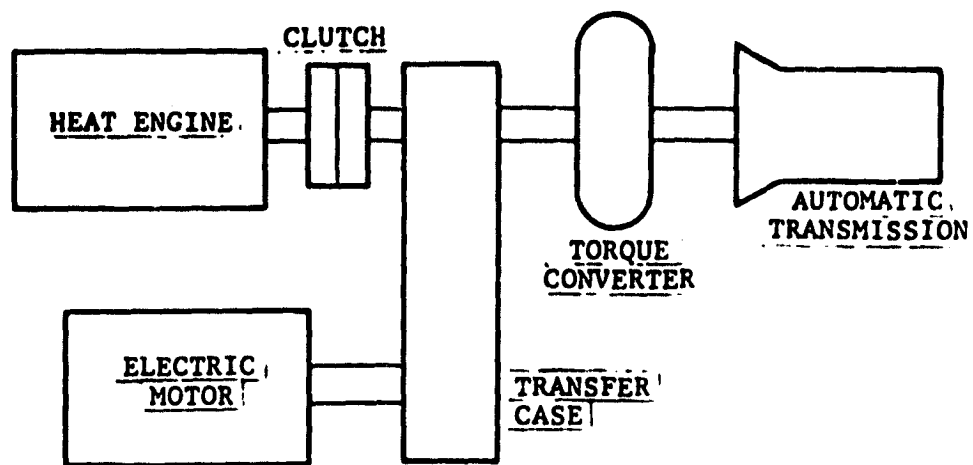 CLUTCH
HEAT ENGINE
AUTOMATIC
TRANSMISSION
TORQUE
CONVERTER
ELECTRIC
MOTOR
TRANSFER
CASE